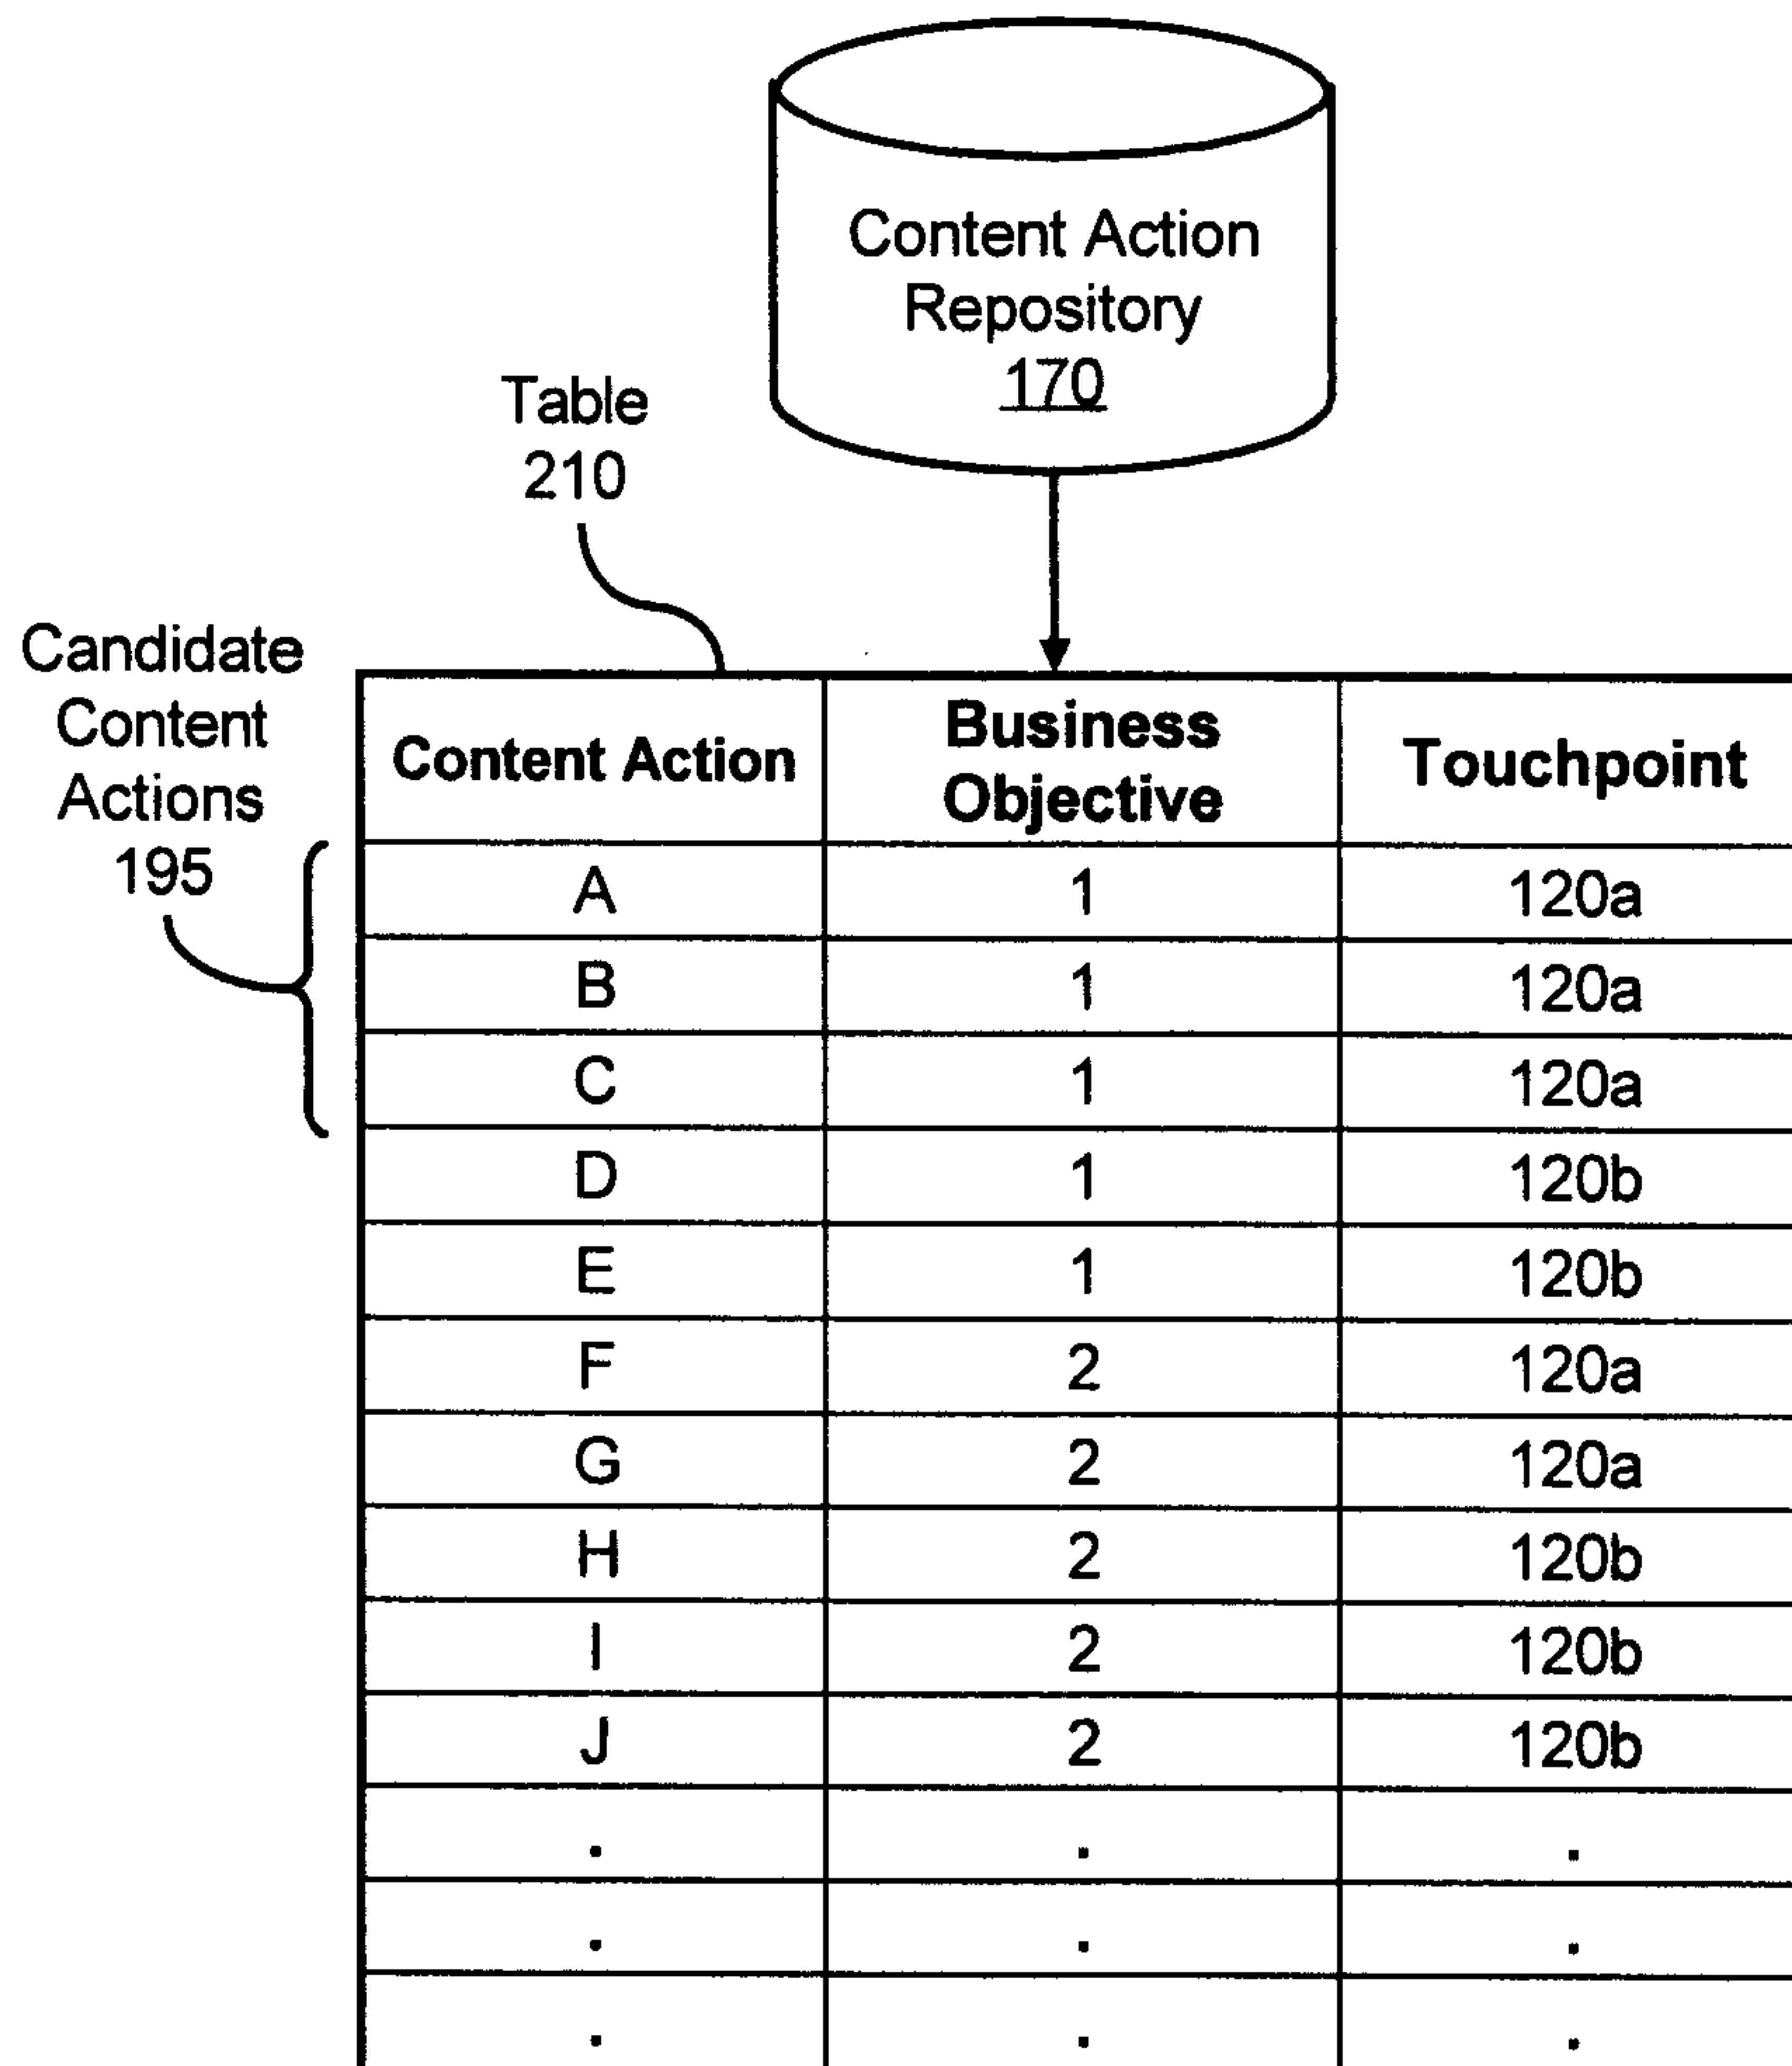 Content Action
Repository
170
Table
210
Candidate
Content
Actions
195
Content Action
Business
Objective
Touchpoint
A 1 120a
B 1 120a
C 1 120a
D 1 120b
E 1 120b
F 2 120a
G 2 120a
H 2 120b
I 2 120b
J 2 120b
. . .
. . .
. . .